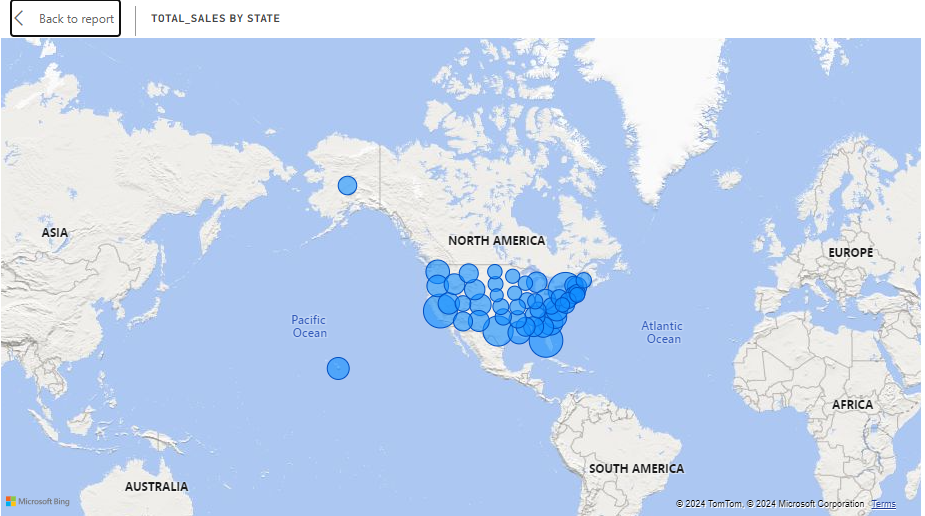 Back to report
TOTAL_SALES BY STATE
ASIA
NORTH AMERICA
EUROPE
Pacific
Ocean
Atlantic
Ocean
AFRICA
SOUTH AMERICA
AUSTRALIA
Microsoft Bing
© 2024 TomTom, © 2024 Microsoft Corporation Terms